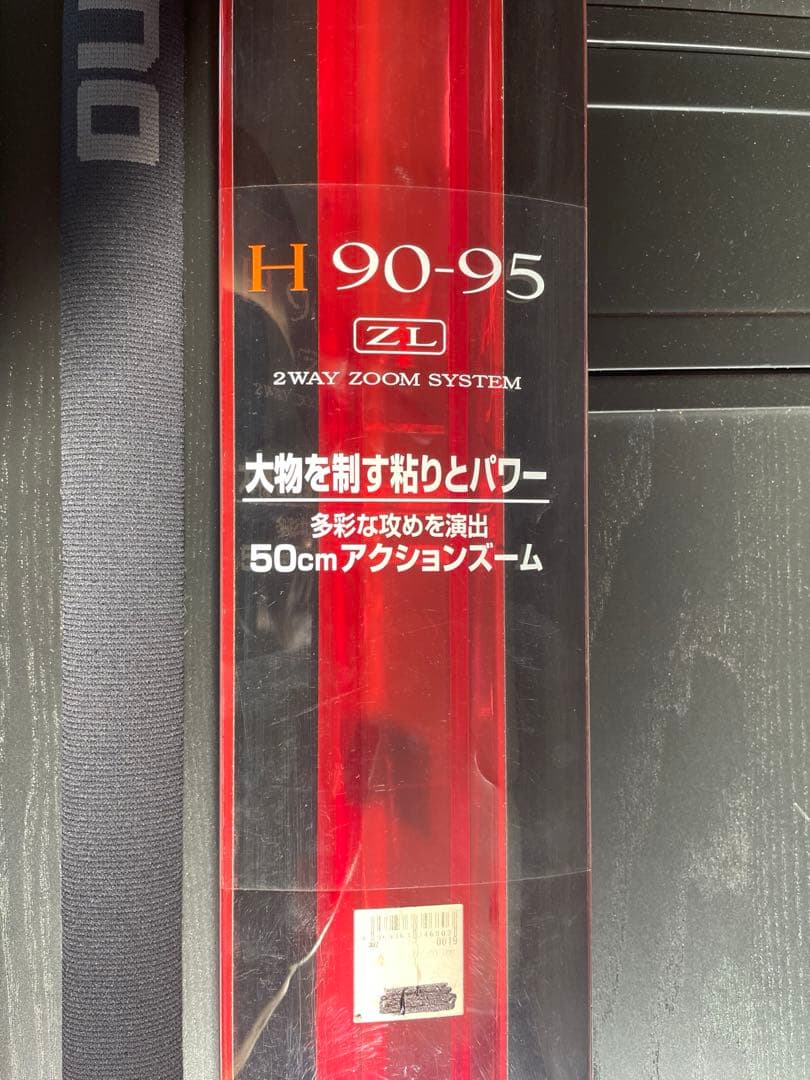 H 90-95
ZL
2WAY ZOOM SYSTEM
大物を制す粘りとパワー
多彩な攻めを演出
50cmアクションズーム
0019